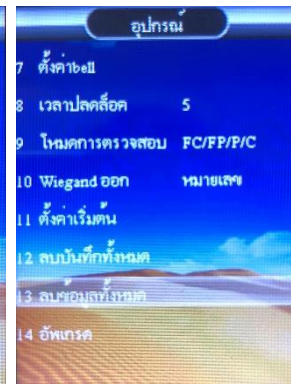 อุปกรณ์
7 ตั้งค่าbell
8 เวลาปลดล็อค 5
9 โหมดการตรวจสอบ FC/FP/P/C
10 Wiegand ออก หมายเลข
11 ตั้งค่าเริ่มต้น
12 ลบบันทึกทั้งหมด
13 ลบข้อมูลทั้งหมด
14 อัพเกรด